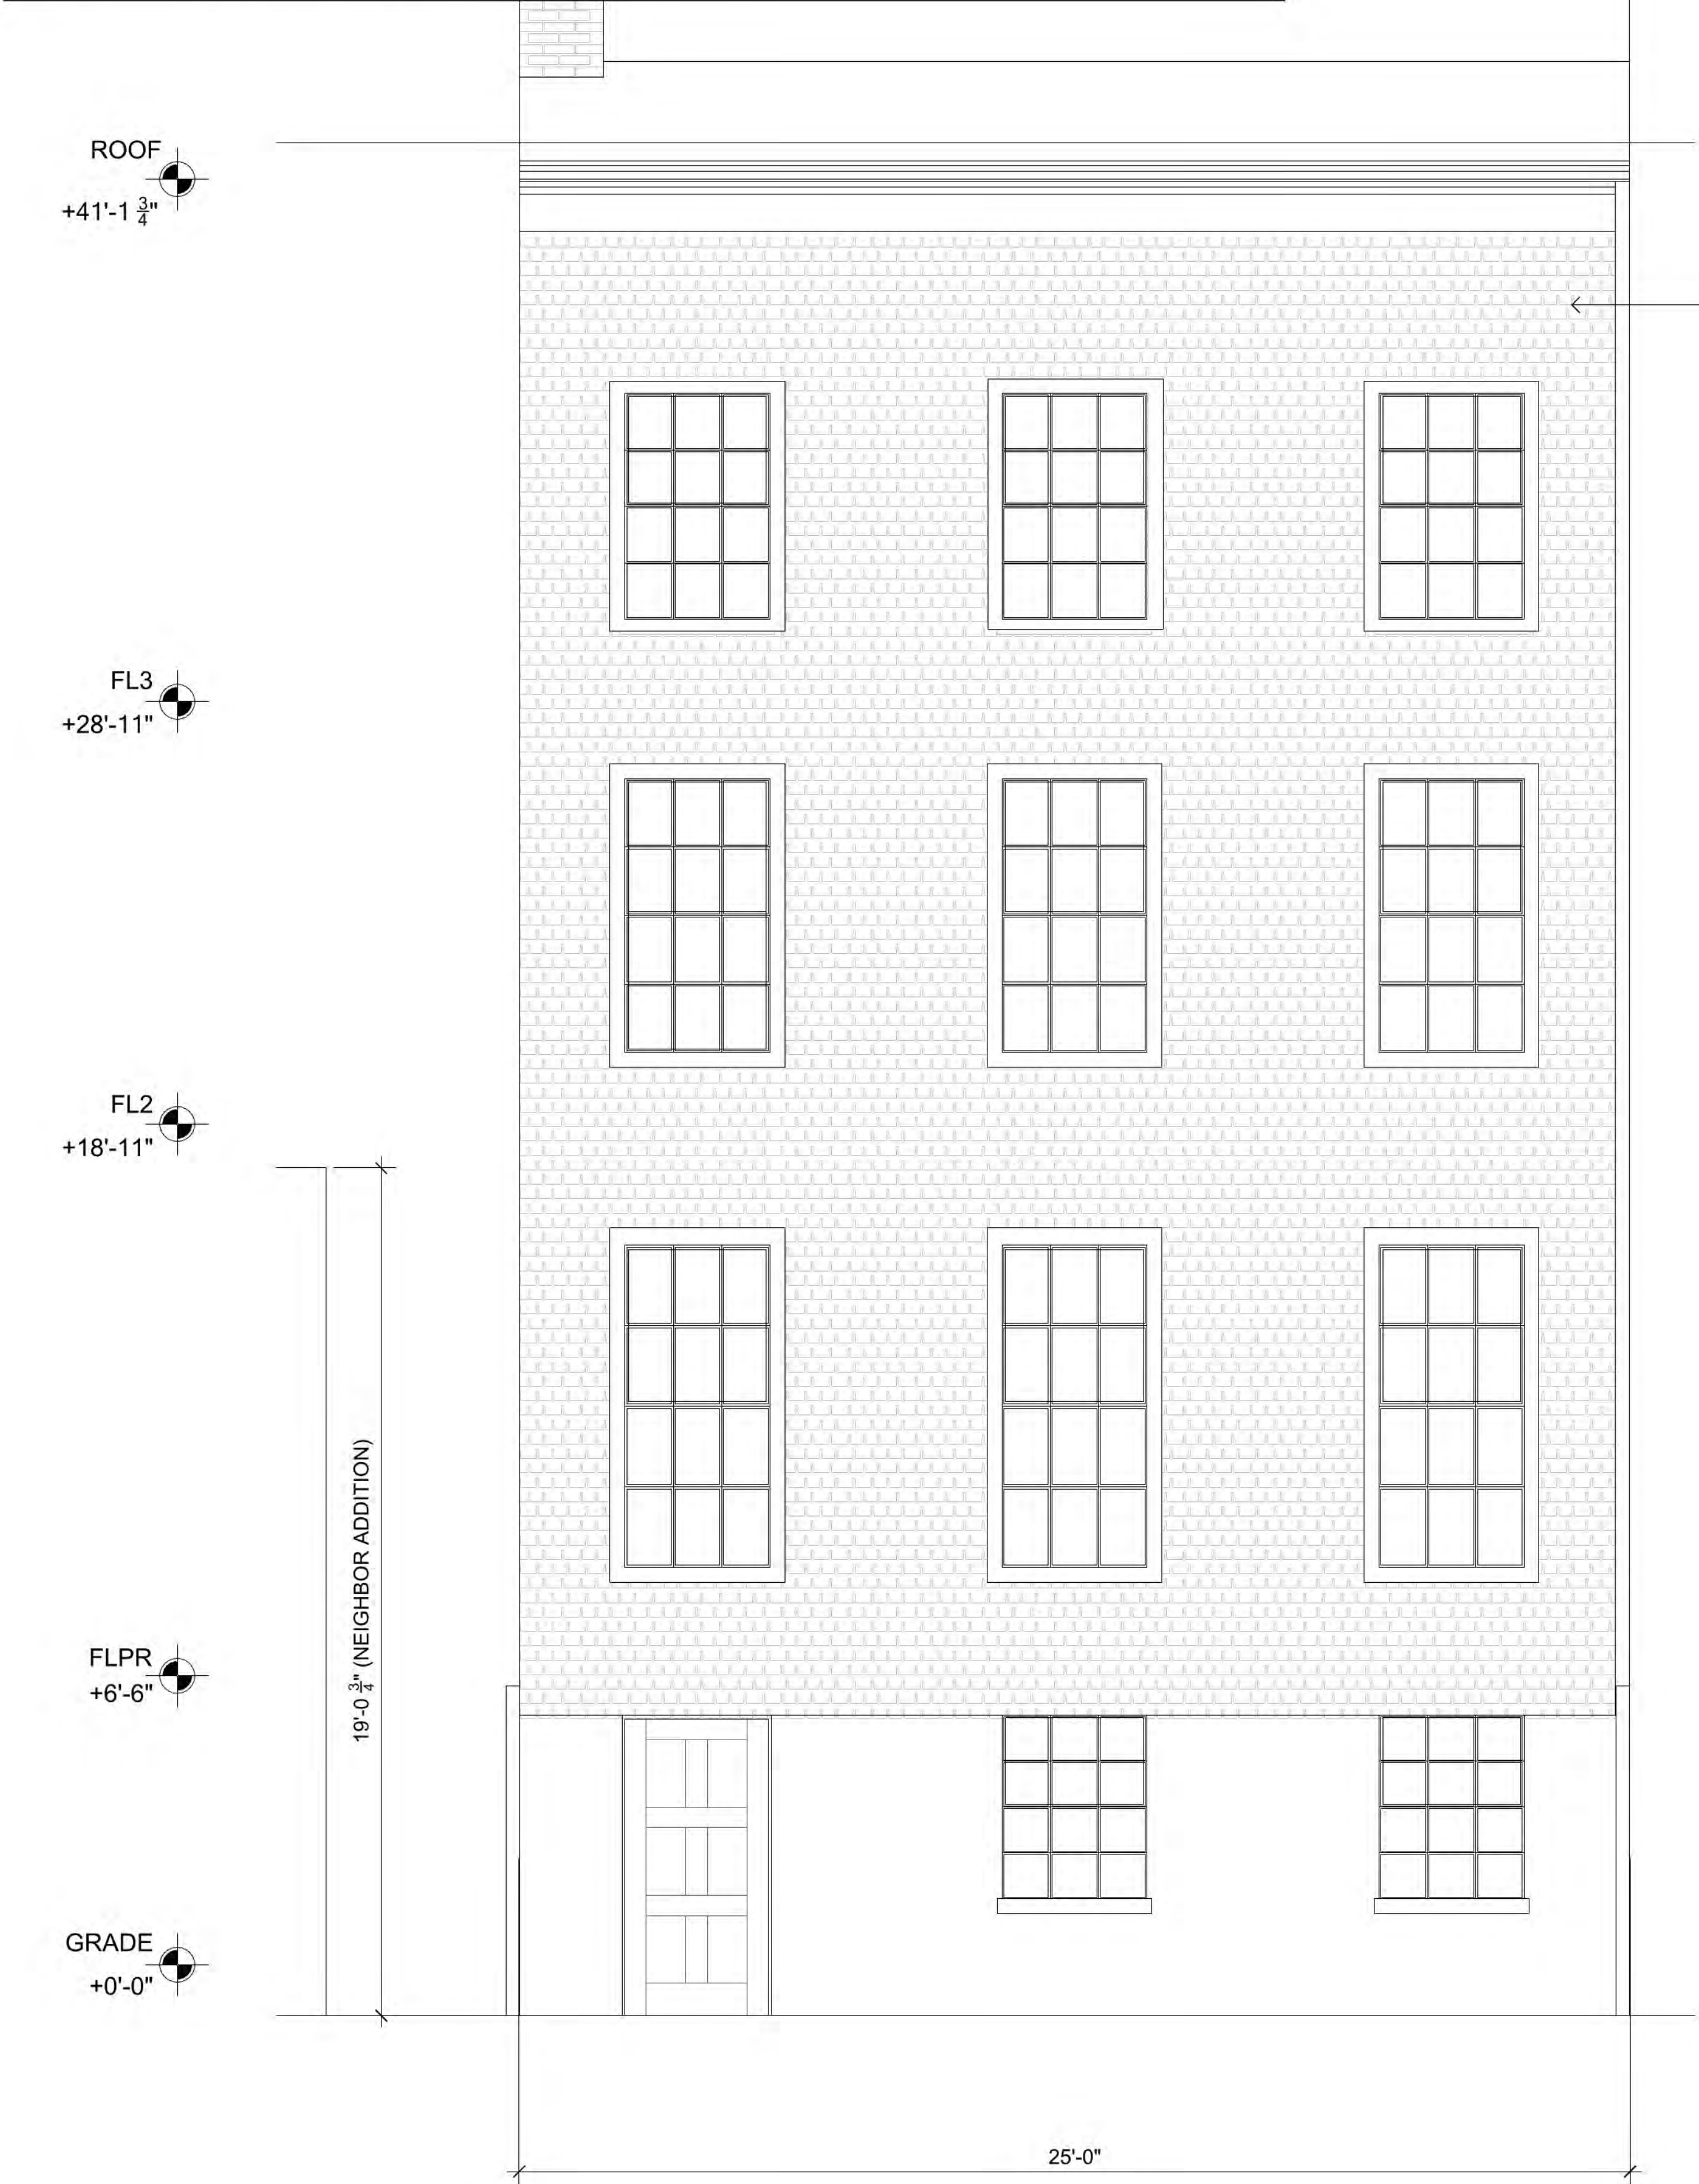 ROOF
+41'-1 3/4"
FL3
+28'-11"
FL2
+18'-11"
19'-0 3/4" (NEIGHBOR ADDITION)
FLPR
+6'-6"
GRADE
+0'-0"
25'-0"